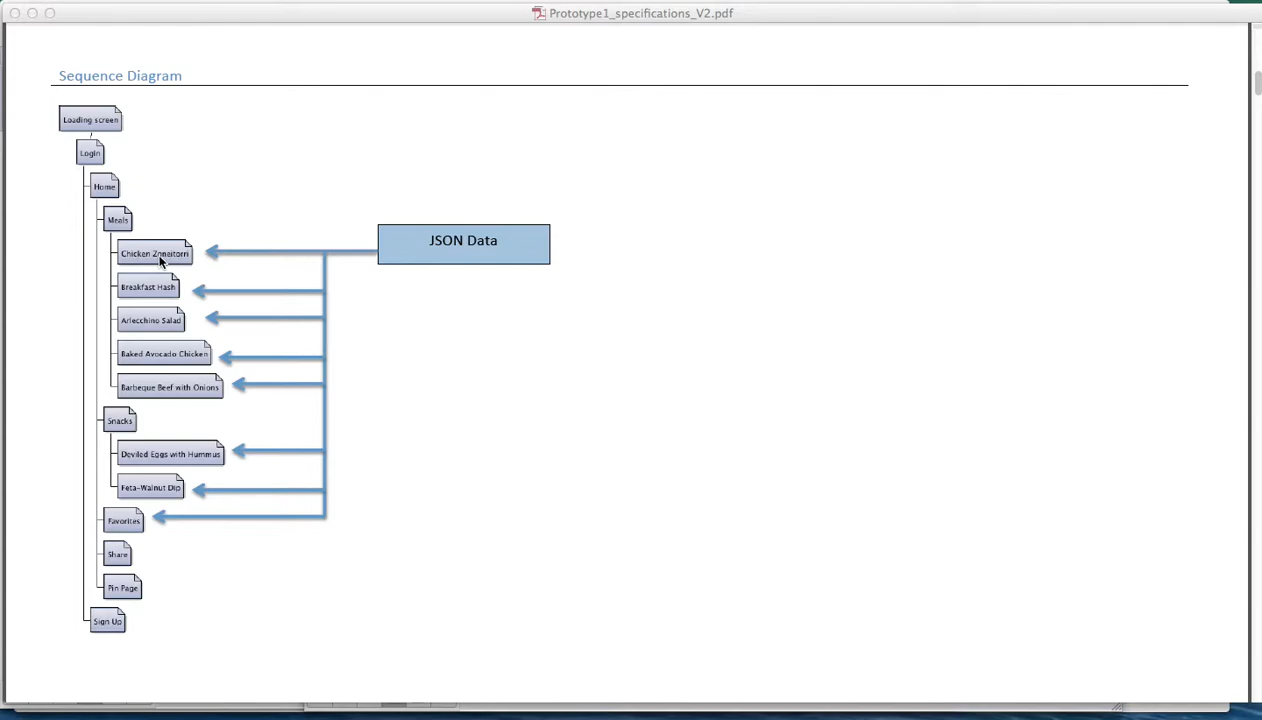 Prototype1_specifications_V2.pdf
Sequence Diagram
Loading screen
Login
Home
Meals
JSON Data
Chicken
Breakfast Hash
Arlecchino Salad
Baked Avocado Chicken
Barbeque Beef with Onions
Snacks
Deviled Eggs with Hummus
Feta-Walnut Dip
Favorites
Share
Pin Page
Sign Up